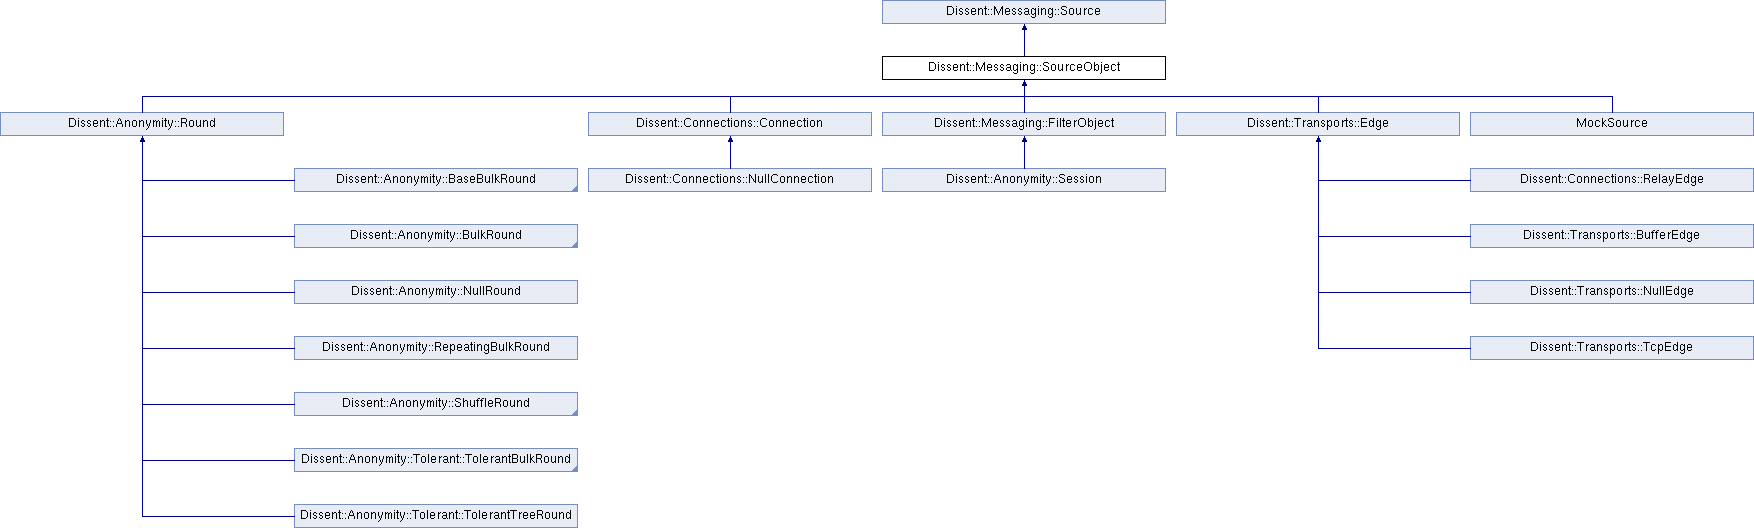 Dissent::Messaging::Source
Dissent::Messaging::SourceObject
Dissent::Anonymity::Round
Dissent::Connections::Connection
Dissent::Messaging::FilterObject
Dissent::Transports::Edge
MockSource
Dissent::Anonymity::BaseBulkRound
Dissent::Connections::NullConnection
Dissent::Anonymity::Session
Dissent::Connections::RelayEdge
Dissent::Anonymity::BulkRound
Dissent::Transports::BufferEdge
Dissent::Anonymity::NullRound
Dissent::Transports::NullEdge
Dissent::Anonymity::RepeatingBulkRound
Dissent::Transports::TcpEdge
Dissent::Anonymity::ShuffleRound
Dissent::Anonymity::Tolerant::TolerantBulkRound
Dissent::Anonymity::Tolerant::TolerantTreeRound